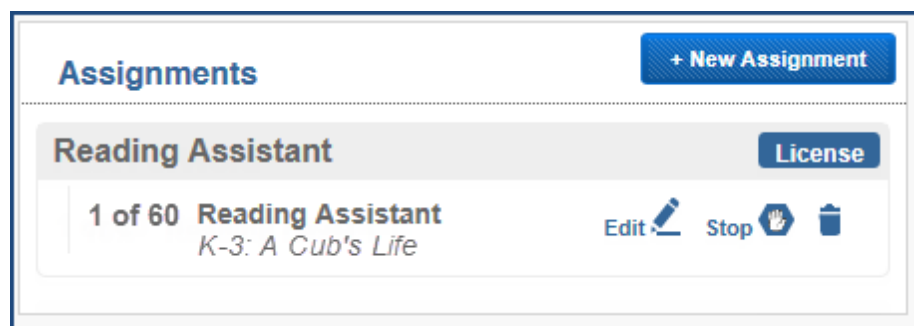 Assignments
+ New Assignment
Reading Assistant
License
1 of 60 Reading Assistant
Edit Stop
K-3: A Cub's Life